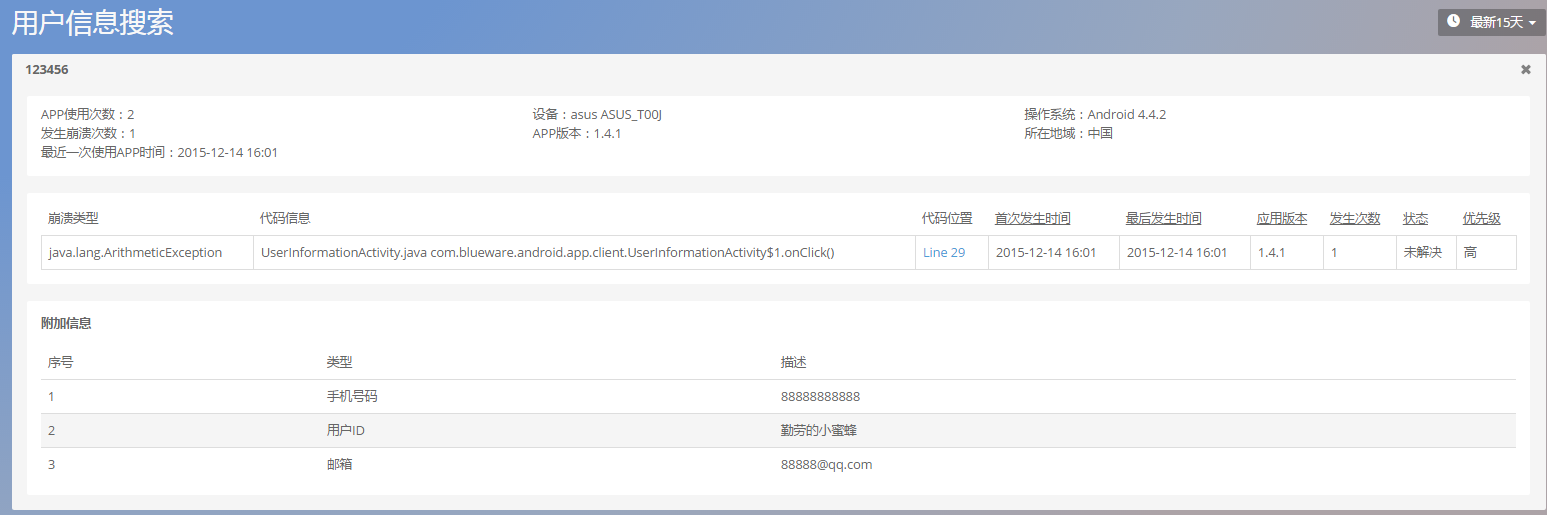 用户信息搜索
最新15天
123456
APP使用次数：2 设备：asus ASUS_T00J 操作系统：Android 4.4.2
发生崩溃次数：1 APP版本：1.4.1 所在地域：中国
最近一次使用APP时间：2015-12-14 16:01
崩溃类型 代码信息 代码位置 首次发生时间 最后发生时间 应用版本 发生次数 状态 优先级
java.lang.ArithmeticException UserInformationActivity.java com.blueware.android.app.client.UserInformationActivity$1.onClick() Line 29 2015-12-14 16:01 2015-12-14 16:01 1.4.1 1 未解决 高
附加信息
序号 类型 描述
1 手机号码 88888888888
2 用户ID 勤劳的小蜜蜂
3 邮箱 88888@qq.com